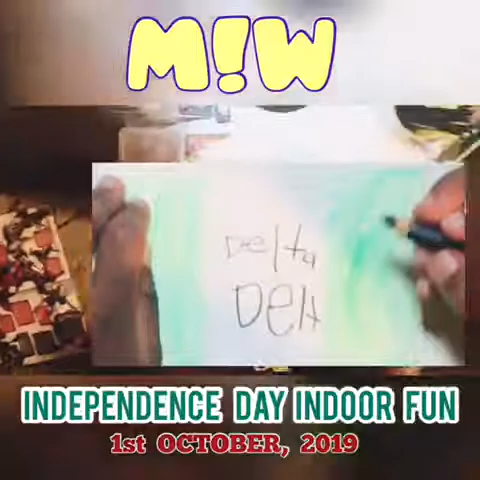 M!W
Delta
Delt
INDEPENDENCE DAY INDOOR FUN
1st OCTOBER, 2019